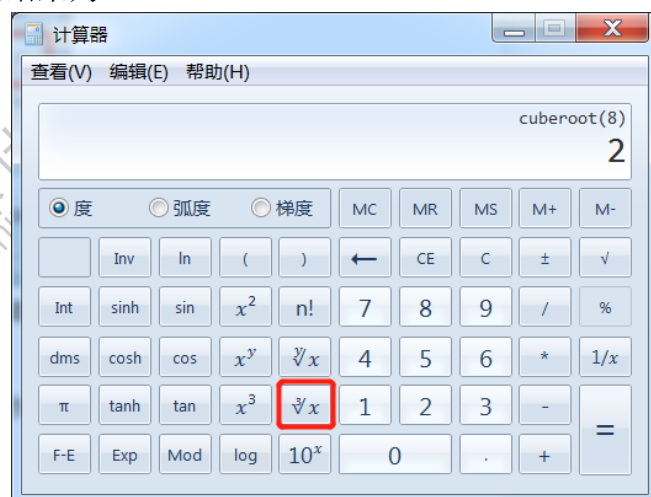 计算器
查看(V) 编辑(E) 帮助(H)
cuberoot(8)
2
度 弧度 梯度 MC MR MS M+ M-
Inv ln ( ) ← CE C ± √
Int sinh sin x² n! 7 8 9 / %
dms cosh cos xʸ ʸ√x 4 5 6 * 1/x
π tanh tan x³ ³√x 1 2 3 - =
F-E Exp Mod log 10ˣ 0 . +